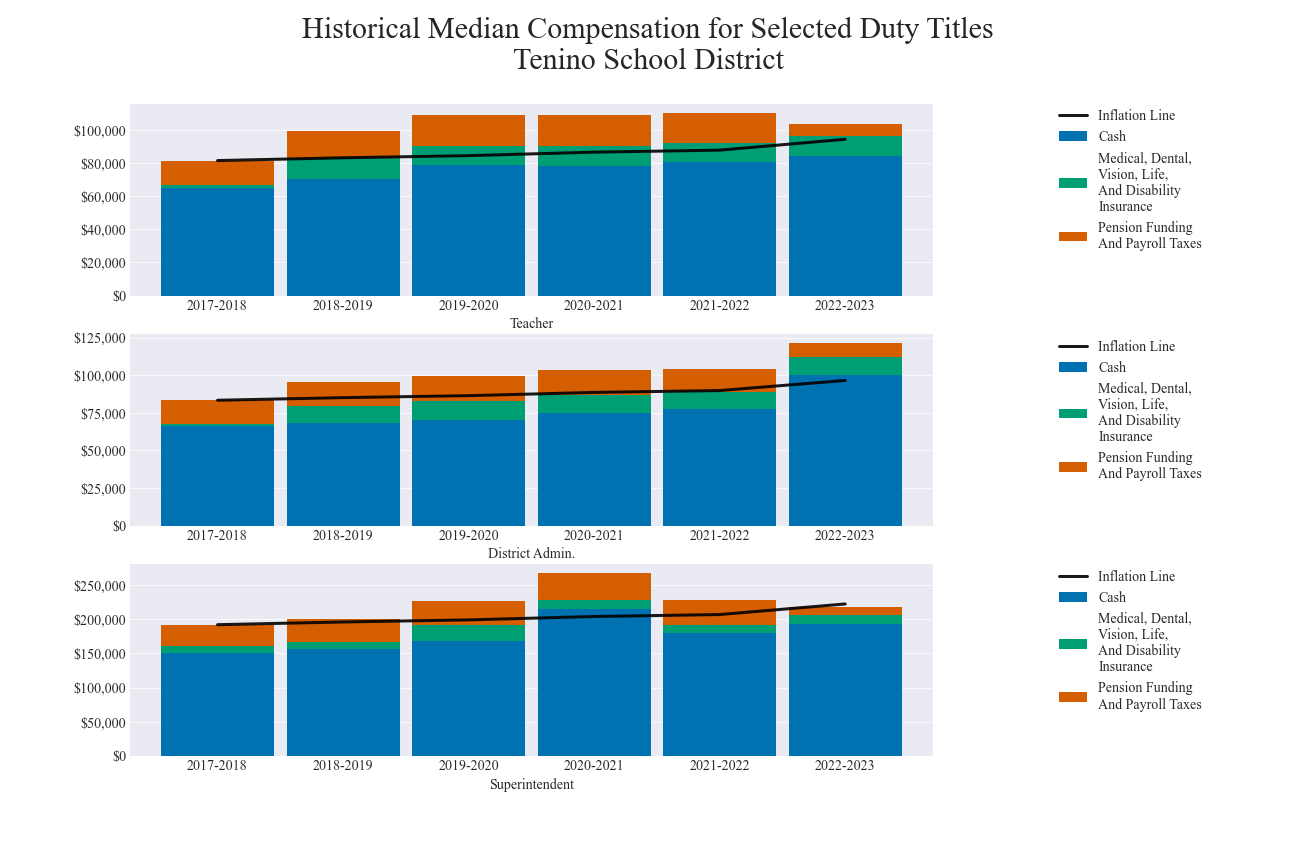 Historical Median Compensation for Selected Duty Titles
Tenino School District
$100,000
$80,000
$60,000
$40,000
$20,000
$0
2017-2018 2018-2019 2019-2020 2020-2021 2021-2022 2022-2023
Teacher
Inflation Line
Cash
Medical, Dental,
Vision, Life,
And Disability
Insurance
Pension Funding
And Payroll Taxes
$125,000
$100,000
$75,000
$50,000
$25,000
$0
2017-2018 2018-2019 2019-2020 2020-2021 2021-2022 2022-2023
District Admin.
Inflation Line
Cash
Medical, Dental,
Vision, Life,
And Disability
Insurance
Pension Funding
And Payroll Taxes
$250,000
$200,000
$150,000
$100,000
$50,000
$0
2017-2018 2018-2019 2019-2020 2020-2021 2021-2022 2022-2023
Superintendent
Inflation Line
Cash
Medical, Dental,
Vision, Life,
And Disability
Insurance
Pension Funding
And Payroll Taxes